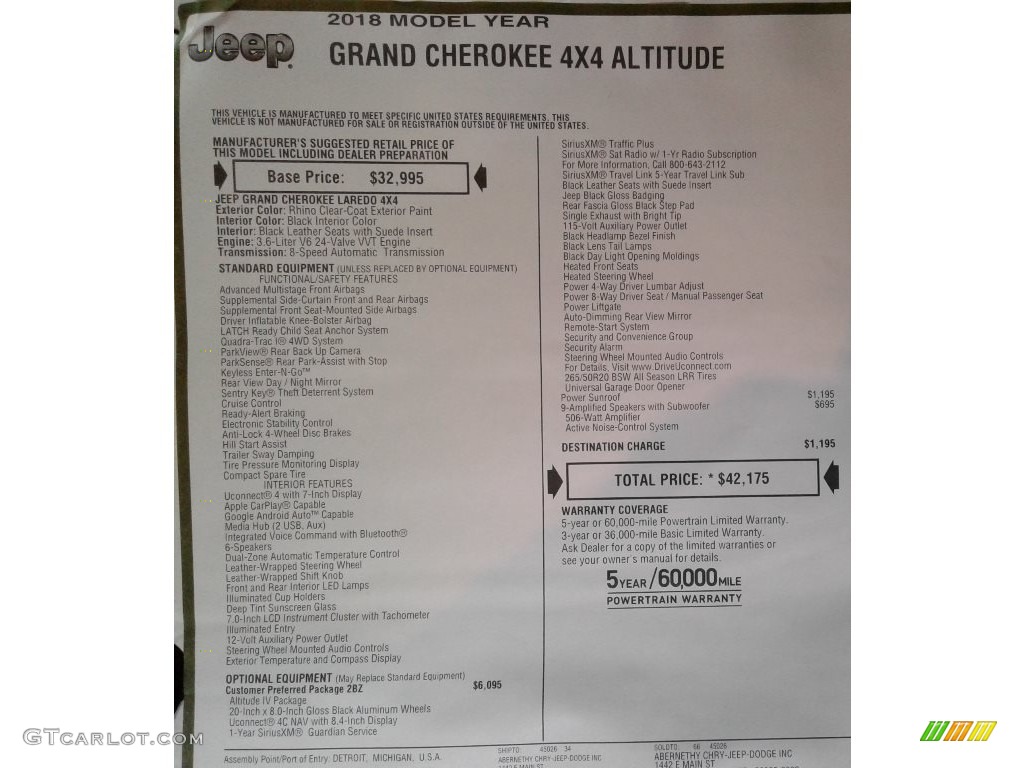 2018 MODEL YEAR
Jeep
GRAND CHEROKEE 4X4 ALTITUDE
THIS VEHICLE IS MANUFACTURED TO MEET SPECIFIC UNITED STATES REQUIREMENTS. THIS
VEHICLE IS NOT MANUFACTURED FOR SALE OR REGISTRATION OUTSIDE OF THE UNITED STATES.
MANUFACTURER'S SUGGESTED RETAIL PRICE OF
THIS MODEL INCLUDING DEALER PREPARATION
Base Price: $32,995
JEEP GRAND CHEROKEE LAREDO 4X4
Exterior Color: Rhino Clear-Coat Exterior Paint
Interior Color: Black Interior Color
Interior: Black Leather Seats with Suede Insert
Engine: 3.6-Liter V6 24-Valve VVT Engine
Transmission: 8-Speed Automatic Transmission
STANDARD EQUIPMENT (UNLESS REPLACED BY OPTIONAL EQUIPMENT)
FUNCTIONAL/SAFETY FEATURES
Advanced Multistage Front Airbags
Supplemental Side-Curtain Front and Rear Airbags
Supplemental Front Seat-Mounted Side Airbags
Driver Inflatable Knee-Bolster Airbag
LATCH Ready Child Seat Anchor System
Quadra-Trac I® 4WD System
ParkView® Rear Back Up Camera
ParkSense® Rear Park-Assist with Stop
Keyless Enter-N-Go™
Rear View Day / Night Mirror
Sentry Key® Theft Deterrent System
Cruise Control
Ready-Alert Braking
Electronic Stability Control
Anti-Lock 4-Wheel Disc Brakes
Hill Start Assist
Trailer Sway Damping
Tire Pressure Monitoring Display
Compact Spare Tire
INTERIOR FEATURES
Uconnect® 4 with 7-Inch Display
Apple CarPlay® Capable
Google Android Auto™ Capable
Media Hub (2 USB, Aux)
Integrated Voice Command with Bluetooth®
6-Speakers
Dual-Zone Automatic Temperature Control
Leather-Wrapped Steering Wheel
Leather-Wrapped Shift Knob
Front and Rear Interior LED Lamps
Illuminated Cup Holders
Deep Tint Sunscreen Glass
7.0-Inch LCD Instrument Cluster with Tachometer
Illuminated Entry
12-Volt Auxiliary Power Outlet
Steering Wheel Mounted Audio Controls
Exterior Temperature and Compass Display
OPTIONAL EQUIPMENT (May Replace Standard Equipment)
Customer Preferred Package 2BZ $6,095
Altitude IV Package
20-Inch x 8.0-Inch Gloss Black Aluminum Wheels
Uconnect® 4C NAV with 8.4-Inch Display
1-Year SiriusXM® Guardian Service
SiriusXM® Traffic Plus
SiriusXM® Sat Radio w/ 1-Yr Radio Subscription
For More Information, Call 800-643-2112
SiriusXM® Travel Link 5-Year Travel Link Sub
Black Leather Seats with Suede Insert
Jeep Black Gloss Badging
Rear Fascia Gloss Black Step Pad
Single Exhaust with Bright Tip
115-Volt Auxiliary Power Outlet
Black Headlamp Bezel Finish
Black Lens Tail Lamps
Black Day Light Opening Moldings
Heated Front Seats
Heated Steering Wheel
Power 4-Way Driver Lumbar Adjust
Power 8-Way Driver Seat / Manual Passenger Seat
Power Liftgate
Auto-Dimming Rear View Mirror
Remote-Start System
Security and Convenience Group
Security Alarm
Steering Wheel Mounted Audio Controls
For Details, Visit www.DriveUconnect.com
265/50R20 BSW All Season LRR Tires
Universal Garage Door Opener
Power Sunroof $1,195
9-Amplified Speakers with Subwoofer $695
506-Watt Amplifier
Active Noise-Control System
DESTINATION CHARGE $1,195
TOTAL PRICE: * $42,175
WARRANTY COVERAGE
5-year or 60,000-mile Powertrain Limited Warranty.
3-year or 36,000-mile Basic Limited Warranty.
Ask Dealer for a copy of the limited warranties or
see your owner's manual for details.
5 YEAR/60,000 MILE
POWERTRAIN WARRANTY
Assembly Point/Port of Entry: DETROIT, MICHIGAN, U.S.A.
SHIPTO: 45026 34
ABERNETHY CHRY-JEEP-DODGE INC
1442 E MAIN ST
SOLDTO: 66 45026
ABERNETHY CHRY-JEEP-DODGE INC
1442 E MAIN ST
GTcarlot.com